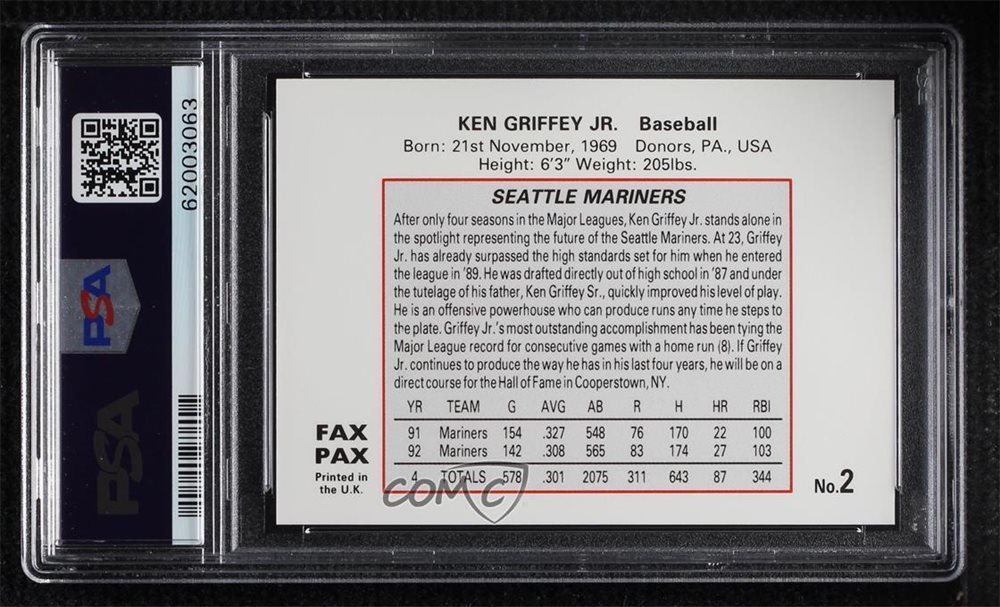 62003063
PSA
PSA
KEN GRIFFEY JR. Baseball
Born: 21st November, 1969 Donors, PA., USA
Height: 6'3" Weight: 205lbs.
SEATTLE MARINERS
After only four seasons in the Major Leagues, Ken Griffey Jr. stands alone in
the spotlight representing the future of the Seattle Mariners. At 23, Griffey
Jr. has already surpassed the high standards set for him when he entered
the league in '89. He was drafted directly out of high school in '87 and under
the tutelage of his father, Ken Griffey Sr., quickly improved his level of play.
He is an offensive powerhouse who can produce runs any time he steps to
the plate. Griffey Jr.'s most outstanding accomplishment has been tying the
Major League record for consecutive games with a home run (8). If Griffey
Jr. continues to produce the way he has in his last four years, he will be on a
direct course for the Hall of Fame in Cooperstown, NY.
YR TEAM G AVG AB R H HR RBI
91 Mariners 154 .327 548 76 170 22 100
92 Mariners 142 .308 565 83 174 27 103
4 TOTALS 578 .301 2075 311 643 87 344
FAX
PAX
Printed in
the U.K.
No.2
COMC